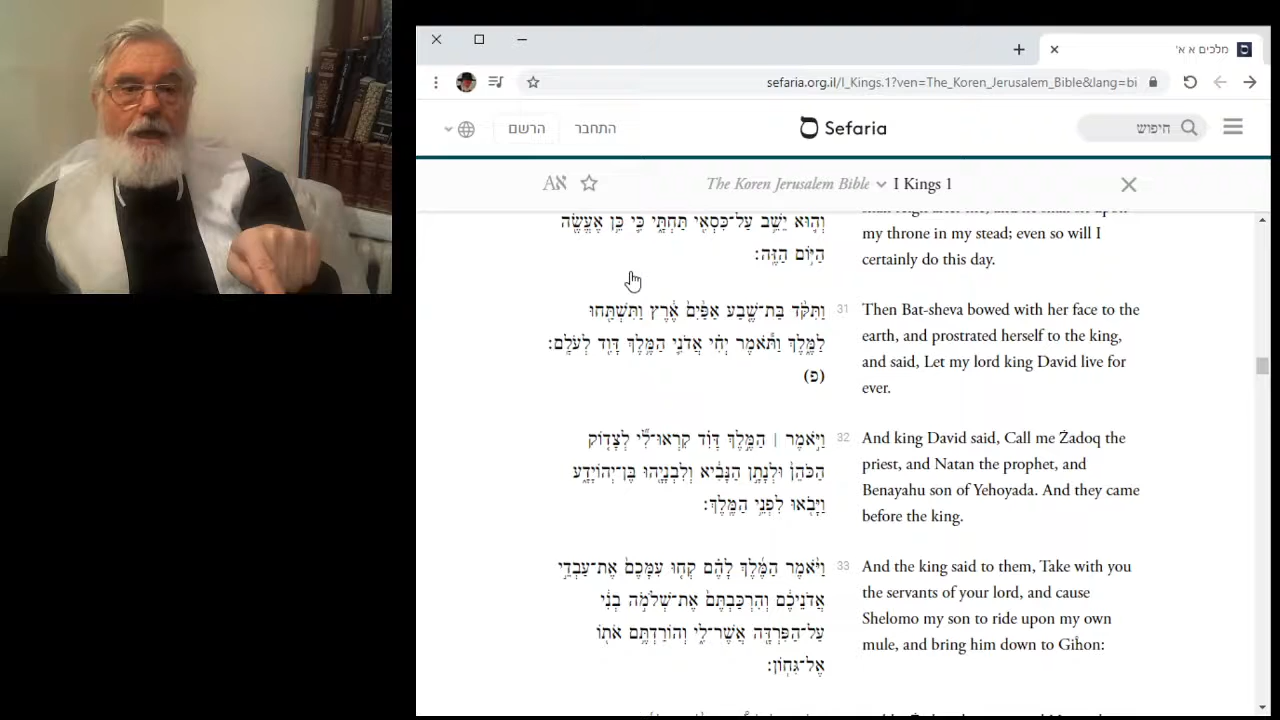 מלכים א א'
sefaria.org.il/I_Kings.1?ven=The_Koren_Jerusalem_Bible&lang=bi
התחבר
הרשם
Sefaria
חיפוש
The Koren Jerusalem Bible
I Kings 1
וְה֛וּא יֵשֵׁ֥ב עַל־כִּסְאִ֖י תַּחְתָּ֑י כִּ֛י כֵּ֥ן אֶעֱשֶׂ֖ה
הַיּ֥וֹם הַזֶּֽה׃
my throne in my stead; even so will I
certainly do this day.
31
וַתִּקֹּ֨ד בַּת־שֶׁ֤בַע אַפַּ֙יִם֙ אֶ֔רֶץ וַתִּשְׁתַּ֖חוּ
לַמֶּ֑לֶךְ וַתֹּ֕אמֶר יְחִ֗י אֲדֹנִ֛י הַמֶּ֥לֶךְ דָּוִ֖ד לְעֹלָֽם׃
(פ)
Then Bat-sheva bowed with her face to the
earth, and prostrated herself to the king,
and said, Let my lord king David live for
ever.
32
וַיֹּ֣אמֶר ׀ הַמֶּ֣לֶךְ דָּוִ֗ד קִרְאוּ־לִ֞י לְצָד֤וֹק
הַכֹּהֵן֙ וּלְנָתָ֣ן הַנָּבִ֔יא וְלִבְנָיָ֖הוּ בֶּן־יְהוֹיָדָ֑ע
וַיָּבֹ֖אוּ לִפְנֵ֥י הַמֶּֽלֶךְ׃
And king David said, Call me Żadoq the
priest, and Natan the prophet, and
Benayahu son of Yehoyada. And they came
before the king.
33
וַיֹּ֨אמֶר הַמֶּ֜לֶךְ לָהֶ֗ם קְח֤וּ עִמָּכֶם֙ אֶת־עַבְדֵ֣י
אֲדֹנֵיכֶ֔ם וְהִרְכַּבְתֶּם֙ אֶת־שְׁלֹמֹ֣ה בְנִ֔י
עַל־הַפִּרְדָּ֖ה אֲשֶׁר־לִ֑י וְהוֹרַדְתֶּ֥ם אֹת֖וֹ
אֶל־גִּחֽוֹן׃
And the king said to them, Take with you
the servants of your lord, and cause
Shelomo my son to ride upon my own
mule, and bring him down to Giĥon: